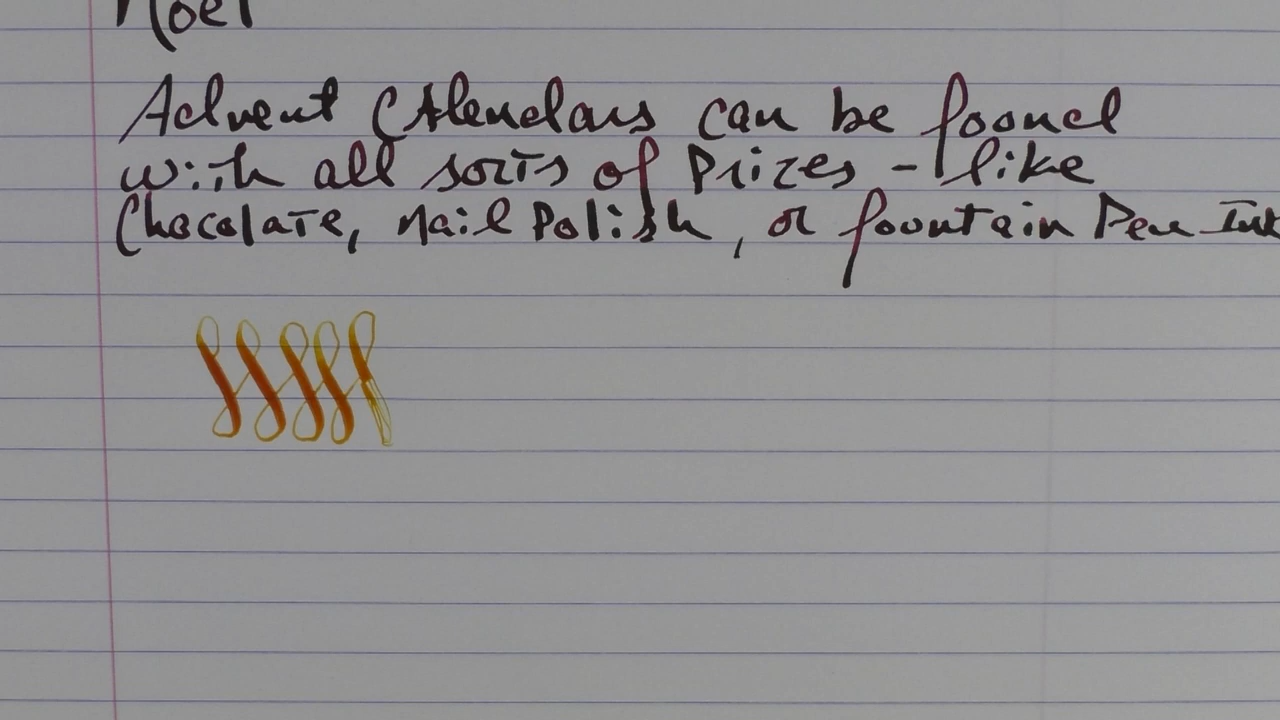 Noel
Advent Calendars can be found
with all sorts of Prizes - like
Chocolate, Nail Polish, or fountain Pen Ink